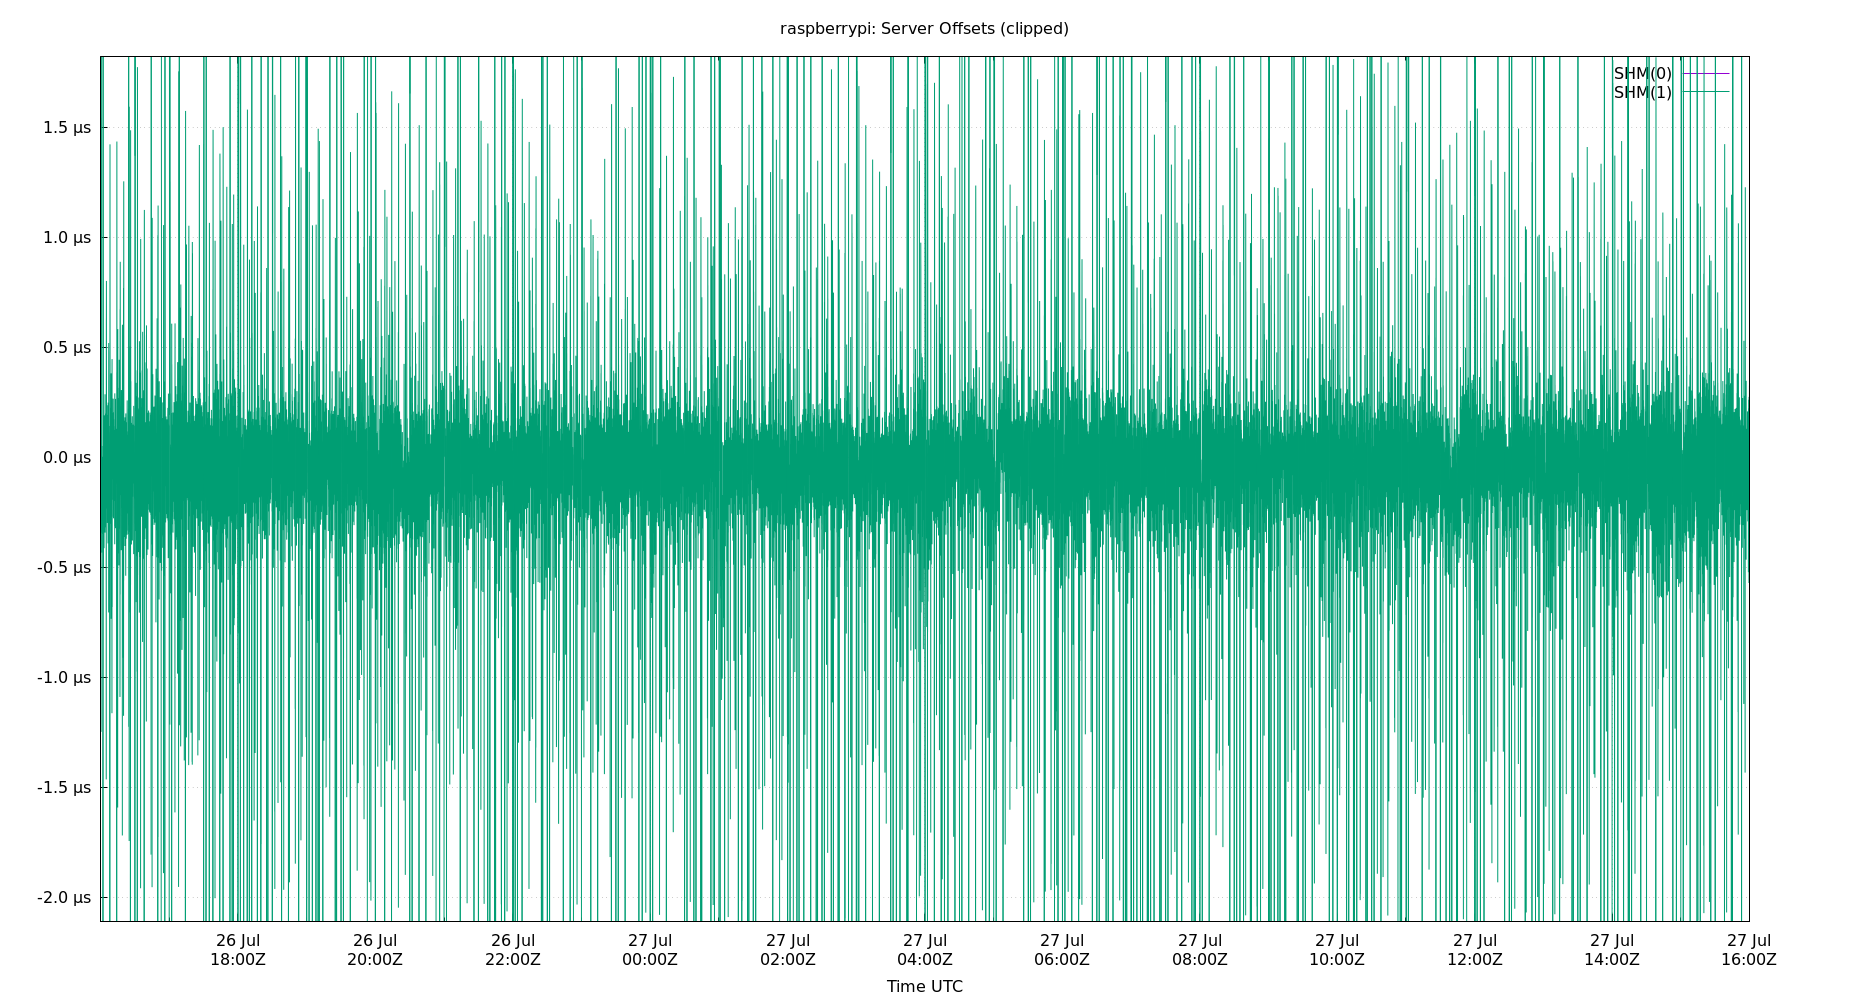 raspberrypi: Server Offsets (clipped)
SHM(0)
SHM(1)
1.5 µs
1.0 µs
0.5 µs
0.0 µs
-0.5 µs
-1.0 µs
-1.5 µs
-2.0 µs
26 Jul 26 Jul 26 Jul 27 Jul 27 Jul 27 Jul 27 Jul 27 Jul 27 Jul 27 Jul 27 Jul 27 Jul
18:00Z 20:00Z 22:00Z 00:00Z 02:00Z 04:00Z 06:00Z 08:00Z 10:00Z 12:00Z 14:00Z 16:00Z
Time UTC